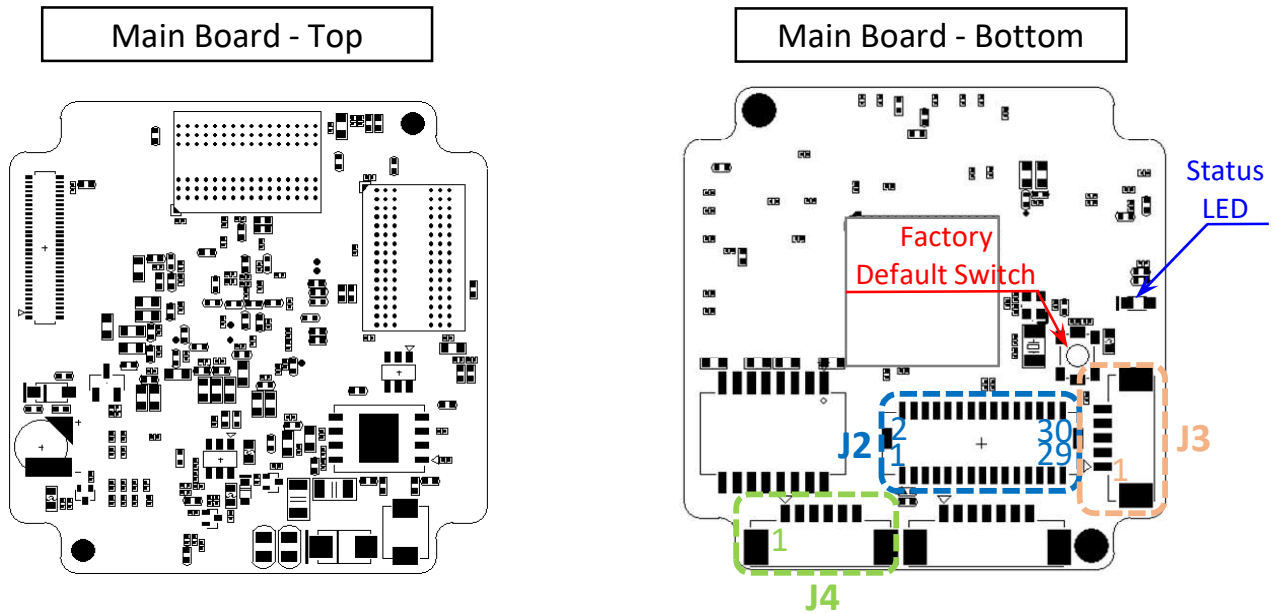 Main Board - Top
Main Board - Bottom
Status
LED
Factory
Default Switch
2
30
J2
1
29
J3
1
1
J4